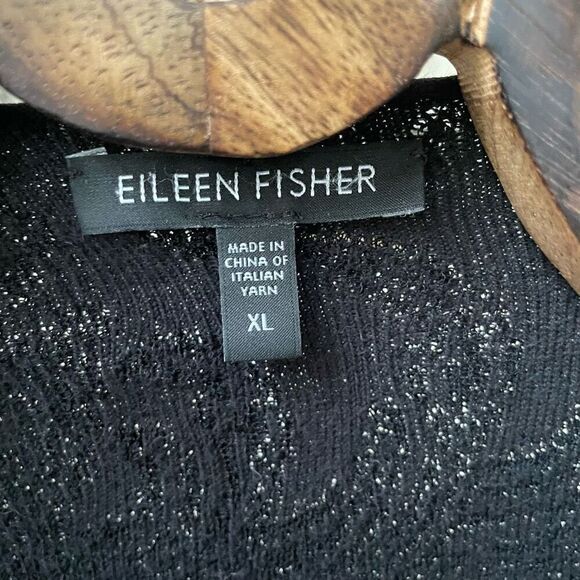 EILEEN FISHER
MADE IN
CHINA OF
ITALIAN
YARN
XL